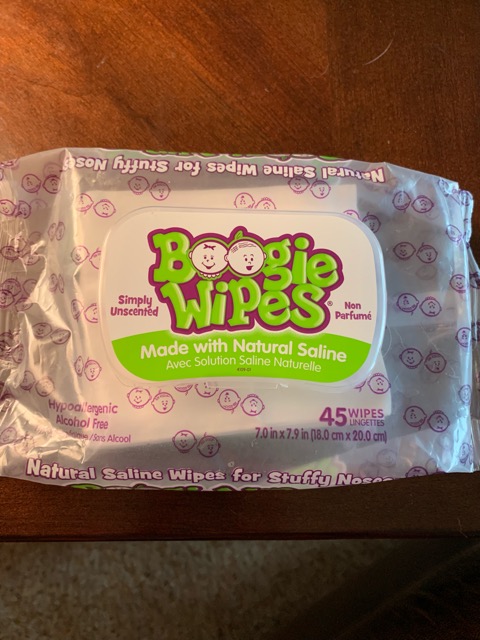 Natural Saline Wipes for Stuffy Noses
Boogie
Wipes®
Simply
Unscented
Non
Parfumé
Made with Natural Saline
Avec Solution Saline Naturelle
Hypoallergenic
Alcohol Free
/Sans Alcool
45 WIPES
LINGETTES
7.0 in x 7.9 in (18.0 cm x 20.0 cm)
Natural Saline Wipes for Stuffy Noses